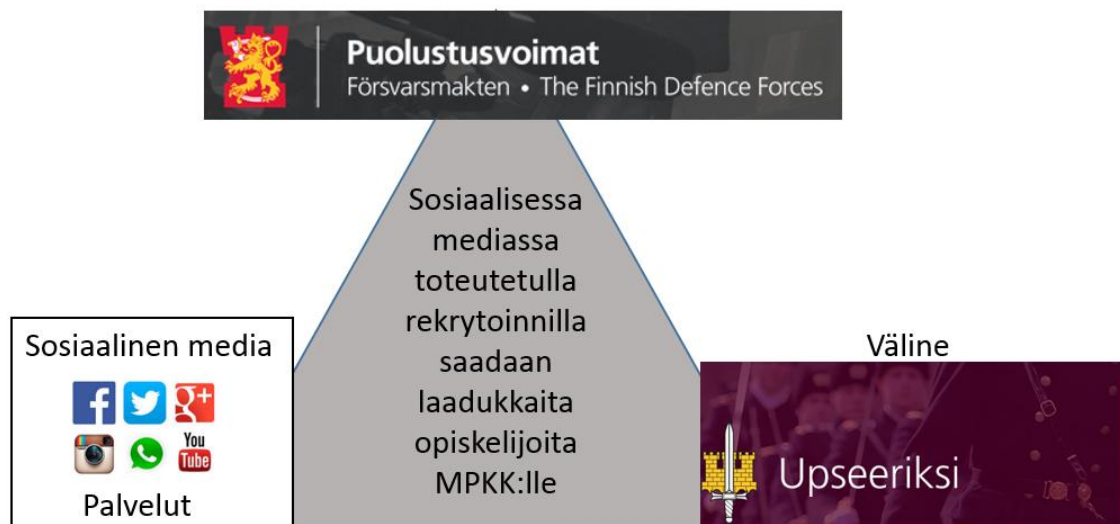 Puolustusvoimat
Försvarsmakten • The Finnish Defence Forces
Sosiaalisessa
mediassa
toteutetulla
rekrytoinnilla
saadaan
laadukkaita
opiskelijoita
MPKK:lle
Sosiaalinen media
f g+
You
Tube
Palvelut
Väline
Upseeriksi